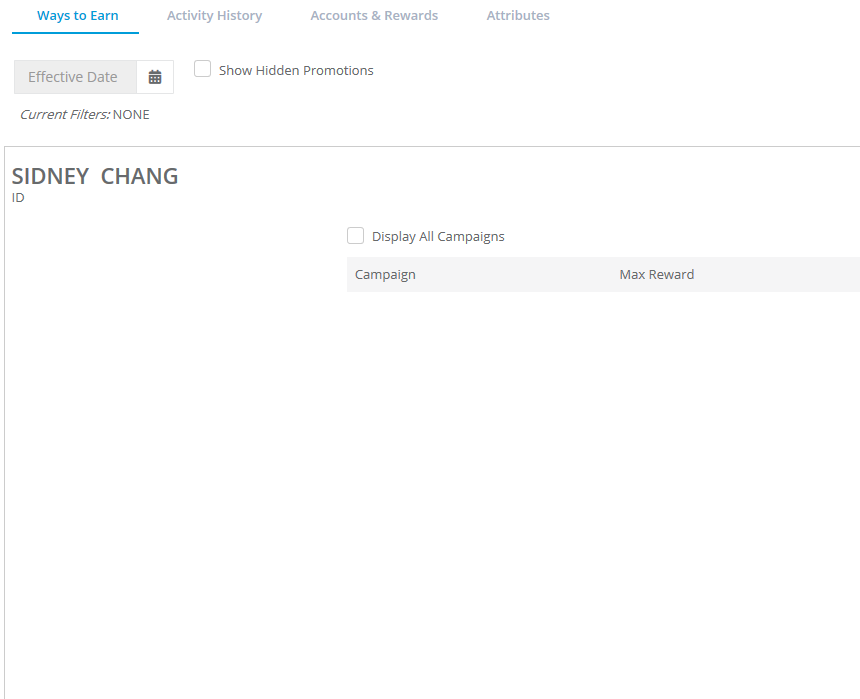 Ways to Earn Activity History Accounts & Rewards Attributes
Effective Date Show Hidden Promotions
Current Filters: NONE
SIDNEY CHANG
ID
Display All Campaigns
Campaign Max Reward